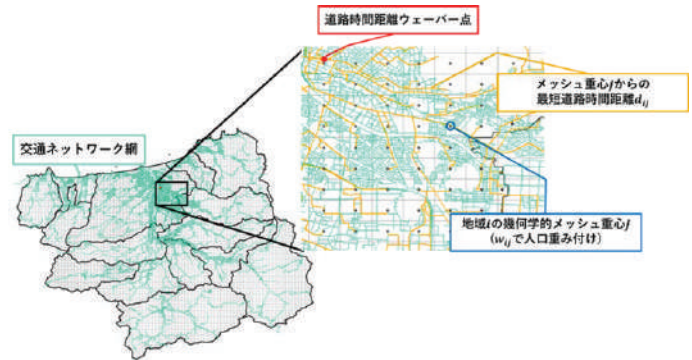 道路時間距離ウェーバー点
メッシュ重心jからの
最短道路時間距離dij
交通ネットワーク網
地域iの幾何学的メッシュ重心j
(wijで人口重み付け)